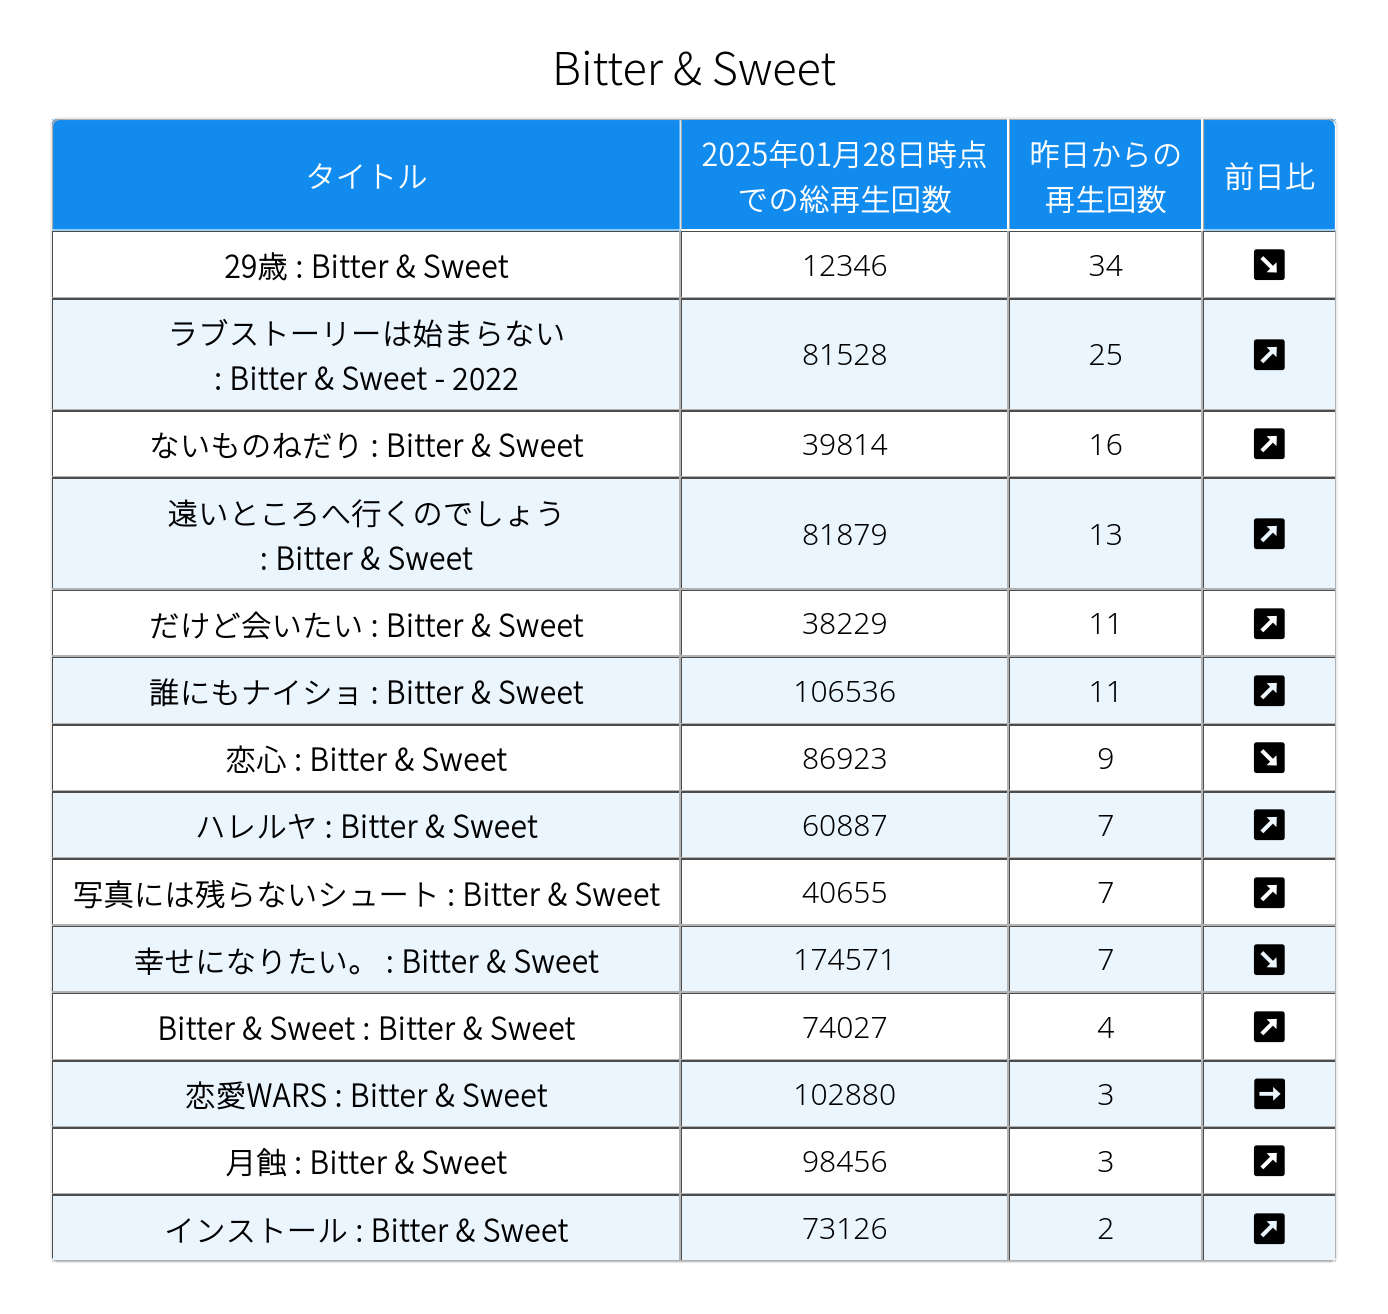 Bitter & Sweet
タイトル
2025年01月28日時点
での総再生回数
昨日からの
再生回数
前日比
29歳 : Bitter & Sweet
12346
34
↘
ラブストーリーは始まらない
: Bitter & Sweet - 2022
81528
25
↗
ないものねだり : Bitter & Sweet
39814
16
↗
遠いところへ行くのでしょう
: Bitter & Sweet
81879
13
↗
だけど会いたい : Bitter & Sweet
38229
11
↗
誰にもナイショ : Bitter & Sweet
106536
11
↗
恋心 : Bitter & Sweet
86923
9
↘
ハレルヤ : Bitter & Sweet
60887
7
↗
写真には残らないシュート : Bitter & Sweet
40655
7
↗
幸せになりたい。 : Bitter & Sweet
174571
7
↘
Bitter & Sweet : Bitter & Sweet
74027
4
↗
恋愛WARS : Bitter & Sweet
102880
3
→
月蝕 : Bitter & Sweet
98456
3
↗
インストール : Bitter & Sweet
73126
2
↗